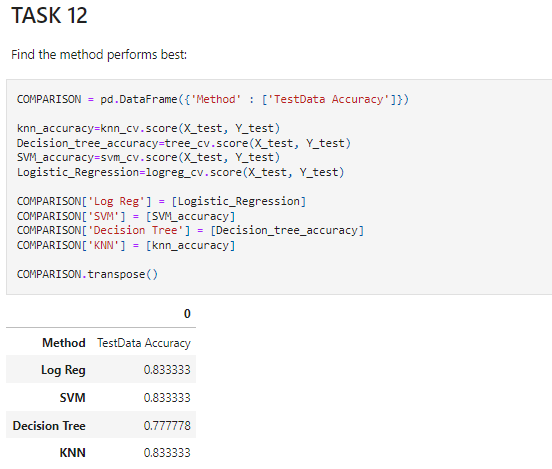 TASK 12
Find the method performs best:
COMPARISON = pd.DataFrame({'Method' : ['TestData Accuracy']})
knn_accuracy=knn_cv.score(X_test, Y_test)
Decision_tree_accuracy=tree_cv.score(X_test, Y_test)
SVM_accuracy=svm_cv.score(X_test, Y_test)
Logistic_Regression=logreg_cv.score(X_test, Y_test)
COMPARISON['Log Reg'] = [Logistic_Regression]
COMPARISON['SVM'] = [SVM_accuracy]
COMPARISON['Decision Tree'] = [Decision_tree_accuracy]
COMPARISON['KNN'] = [knn_accuracy]
COMPARISON.transpose()
0
Method TestData Accuracy
Log Reg 0.833333
SVM 0.833333
Decision Tree 0.777778
KNN 0.833333